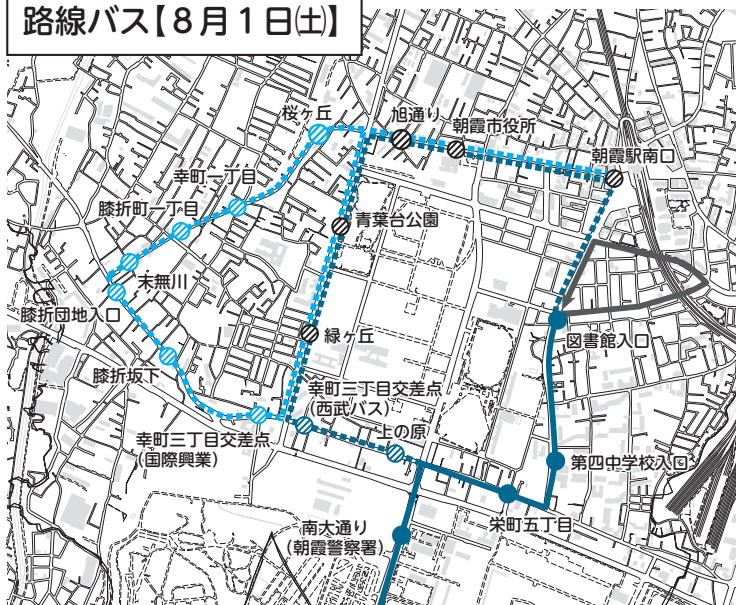 路線バス【８月１日㈯】
桜ヶ丘
旭通り
朝霞市役所
朝霞駅南口
幸町一丁目
膝折町一丁目
青葉台公園
末無川
膝折団地入口
緑ヶ丘
図書館入口
膝折坂下
幸町三丁目交差点
(西武バス)
上の原
幸町三丁目交差点
(国際興業)
第四中学校入口
栄町五丁目
南大通り
(朝霞警察署)